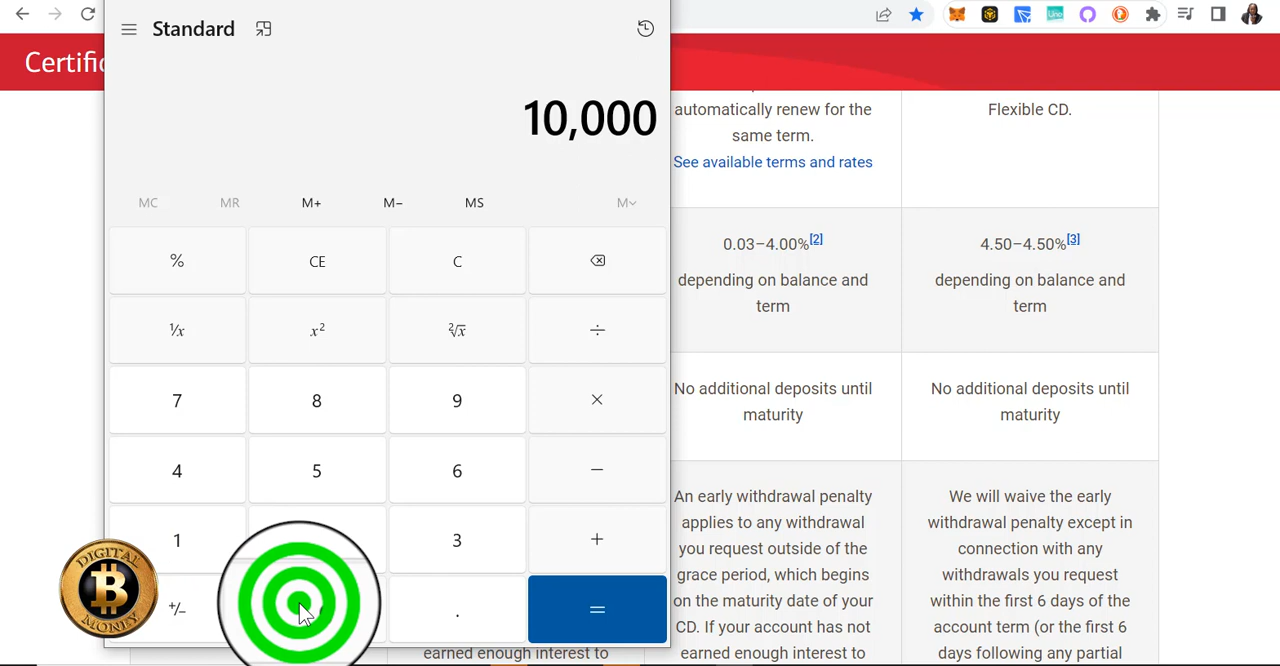 Certific
Standard
10,000
MC MR M+ M− MS M˅
% CE C
⅟x x² ²√x ÷
7 8 9 ×
4 5 6 −
1 3 +
+/− . =
DIGITAL
MONEY
automatically renew for the
same term.
See available terms and rates
Flexible CD.
0.03–4.00%[2]
depending on balance and
term
4.50–4.50%[3]
depending on balance and
term
No additional deposits until
maturity
No additional deposits until
maturity
An early withdrawal penalty
applies to any withdrawal
you request outside of the
grace period, which begins
on the maturity date of your
CD. If your account has not
earned enough interest to
We will waive the early
withdrawal penalty except in
connection with any
withdrawals you request
within the first 6 days of the
account term (or the first 6
days following any partial
earned enough interest to